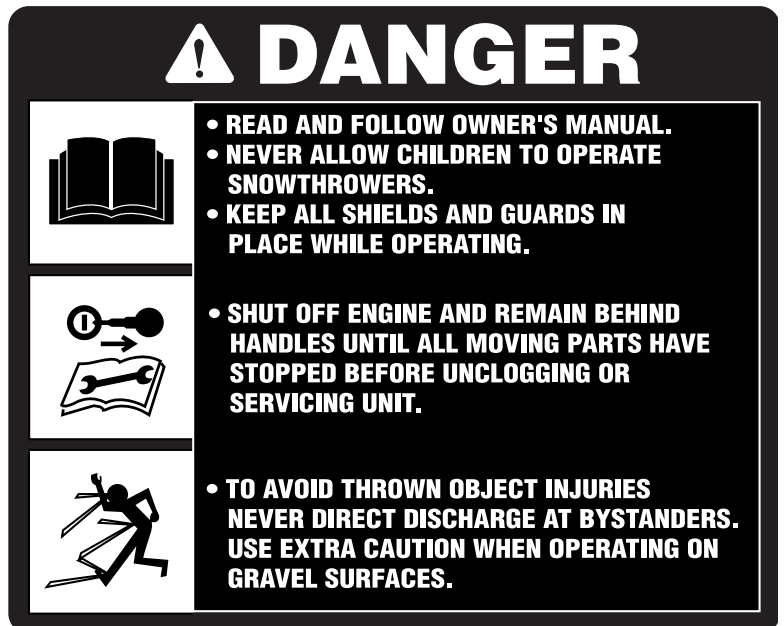 DANGER
• READ AND FOLLOW OWNER'S MANUAL.
• NEVER ALLOW CHILDREN TO OPERATE
SNOWTHROWERS.
• KEEP ALL SHIELDS AND GUARDS IN
PLACE WHILE OPERATING.
• SHUT OFF ENGINE AND REMAIN BEHIND
HANDLES UNTIL ALL MOVING PARTS HAVE
STOPPED BEFORE UNCLOGGING OR
SERVICING UNIT.
• TO AVOID THROWN OBJECT INJURIES
NEVER DIRECT DISCHARGE AT BYSTANDERS.
USE EXTRA CAUTION WHEN OPERATING ON
GRAVEL SURFACES.